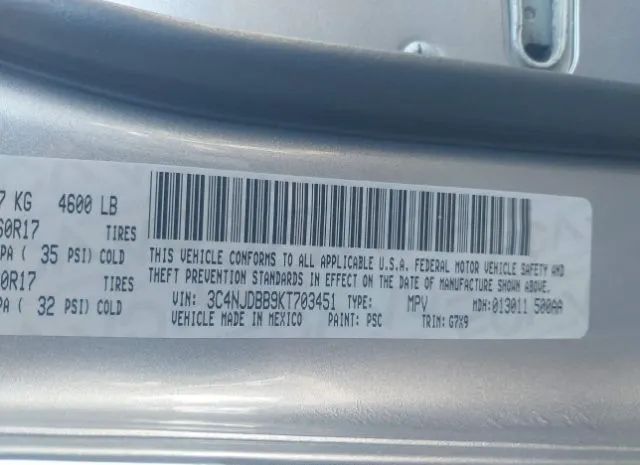 7 KG 4600 LB
60R17 TIRES
PA ( 35 PSI) COLD
0R17 TIRES
PA ( 32 PSI) COLD
THIS VEHICLE CONFORMS TO ALL APPLICABLE U.S.A. FEDERAL MOTOR VEHICLE SAFETY AND
THEFT PREVENTION STANDARDS IN EFFECT ON THE DATE OF MANUFACTURE SHOWN ABOVE.
VIN: 3C4NJDBB9KT703451 TYPE: MPV MDH: 013011 500AA
VEHICLE MADE IN MEXICO PAINT: PSC TRIM: G7X9